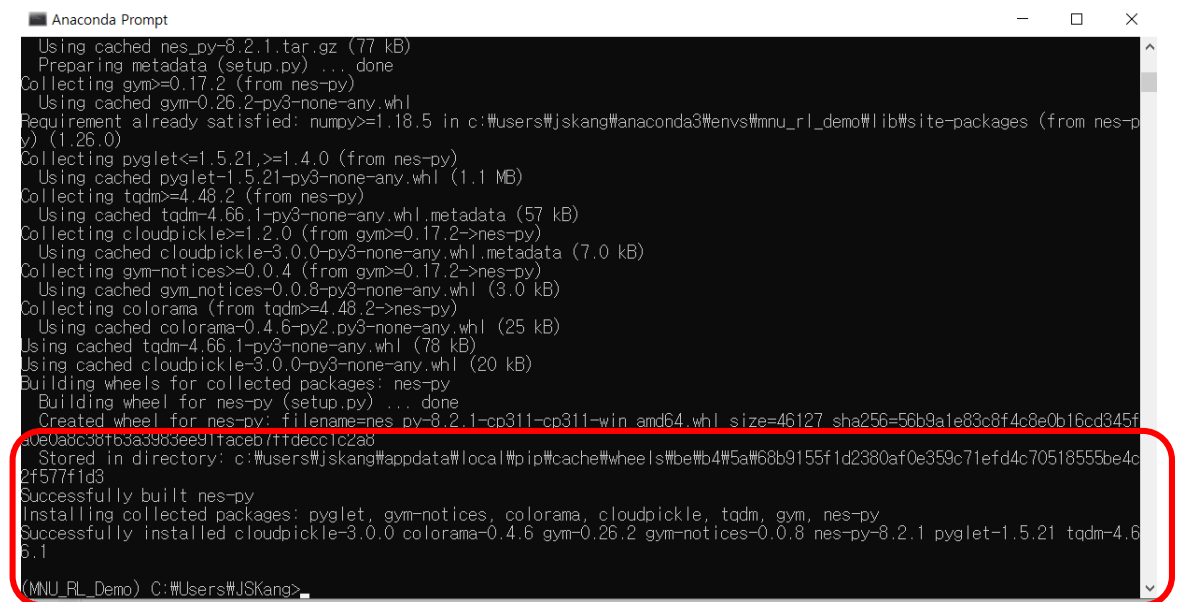 Anaconda Prompt
Using cached nes_py-8.2.1.tar.gz (77 kB)
Preparing metadata (setup.py) ... done
Collecting gym>=0.17.2 (from nes-py)
Using cached gym-0.26.2-py3-none-any.whl
Requirement already satisfied: numpy>=1.18.5 in c:₩users₩jskang₩anaconda3₩envs₩mnu_rl_demo₩lib₩site-packages (from nes-p
y) (1.26.0)
Collecting pyglet<=1.5.21,>=1.4.0 (from nes-py)
Using cached pyglet-1.5.21-py3-none-any.whl (1.1 MB)
Collecting tqdm>=4.48.2 (from nes-py)
Using cached tqdm-4.66.1-py3-none-any.whl.metadata (57 kB)
Collecting cloudpickle>=1.2.0 (from gym>=0.17.2->nes-py)
Using cached cloudpickle-3.0.0-py3-none-any.whl.metadata (7.0 kB)
Collecting gym-notices>=0.0.4 (from gym>=0.17.2->nes-py)
Using cached gym_notices-0.0.8-py3-none-any.whl (3.0 kB)
Collecting colorama (from tqdm>=4.48.2->nes-py)
Using cached colorama-0.4.6-py2.py3-none-any.whl (25 kB)
Using cached tqdm-4.66.1-py3-none-any.whl (78 kB)
Using cached cloudpickle-3.0.0-py3-none-any.whl (20 kB)
Building wheels for collected packages: nes-py
Building wheel for nes-py (setup.py) ... done
Created wheel for nes-py: filename=nes_py-8.2.1-cp311-cp311-win_amd64.whl size=46127 sha256=56b9a1e83c8f4c8e0b16cd345f
a0e0a8c38f63a3983ee91faceb7ffdecc1c2a8
Stored in directory: c:₩users₩jskang₩appdata₩local₩pip₩cache₩wheels₩be₩b4₩5a₩68b9155f1d2380af0e359c71efd4c70518555be4c
2f577f1d3
Successfully built nes-py
Installing collected packages: pyglet, gym-notices, colorama, cloudpickle, tqdm, gym, nes-py
Successfully installed cloudpickle-3.0.0 colorama-0.4.6 gym-0.26.2 gym-notices-0.0.8 nes-py-8.2.1 pyglet-1.5.21 tqdm-4.6
6.1
(MNU_RL_Demo) C:₩Users₩JSKang>